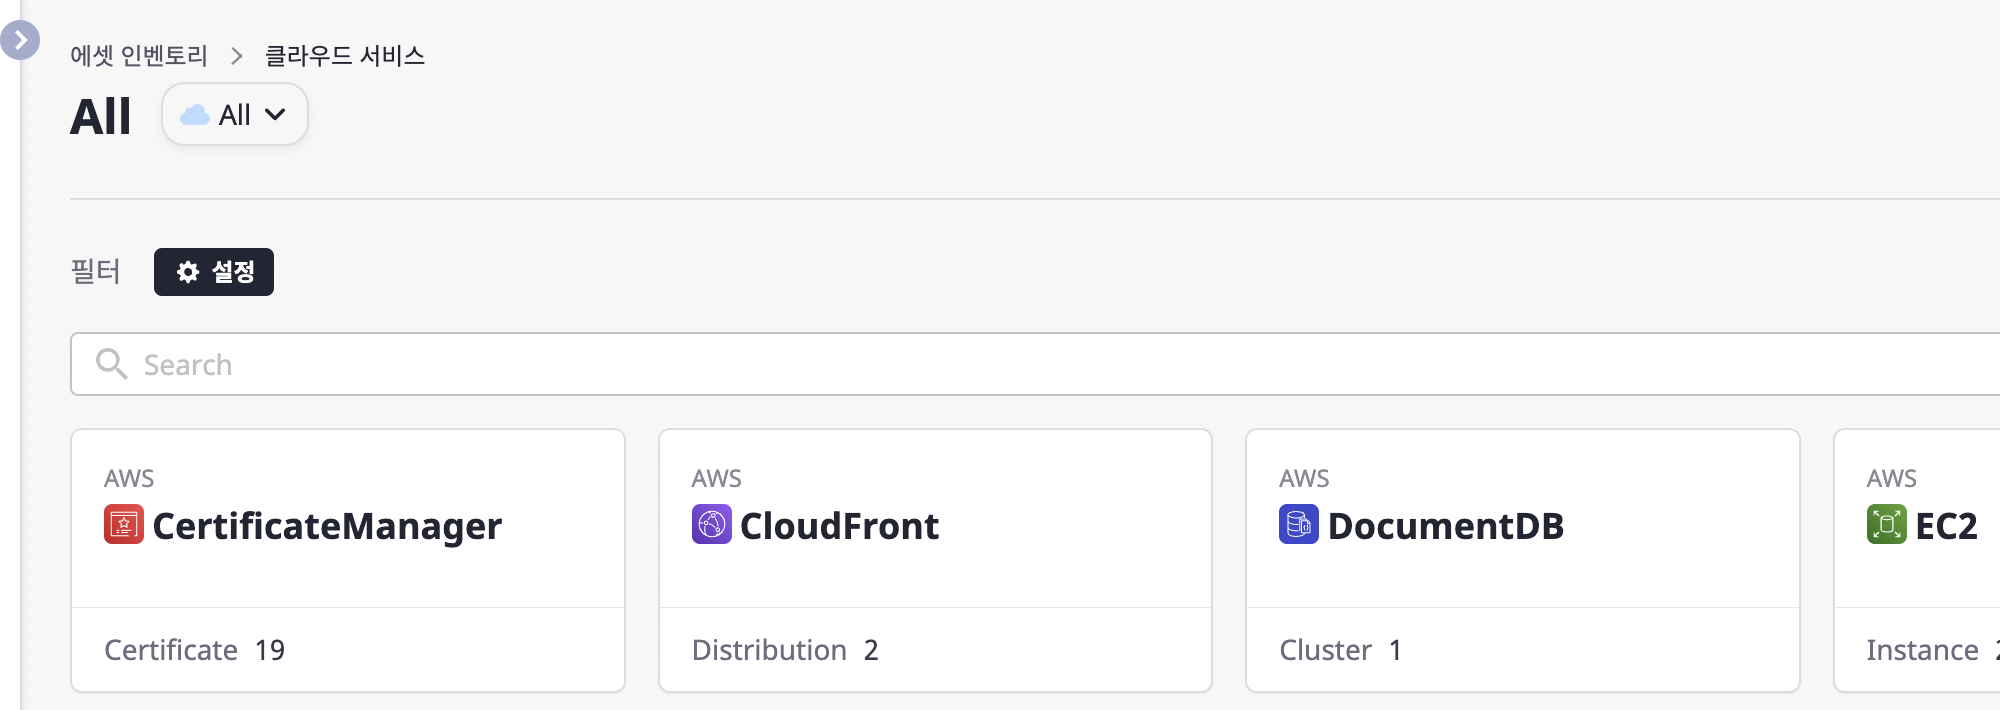 에셋 인벤토리 > 클라우드 서비스
All All
필터 설정
Search
AWS
CertificateManager
Certificate 19
AWS
CloudFront
Distribution 2
AWS
DocumentDB
Cluster 1
AWS
EC2
Instance